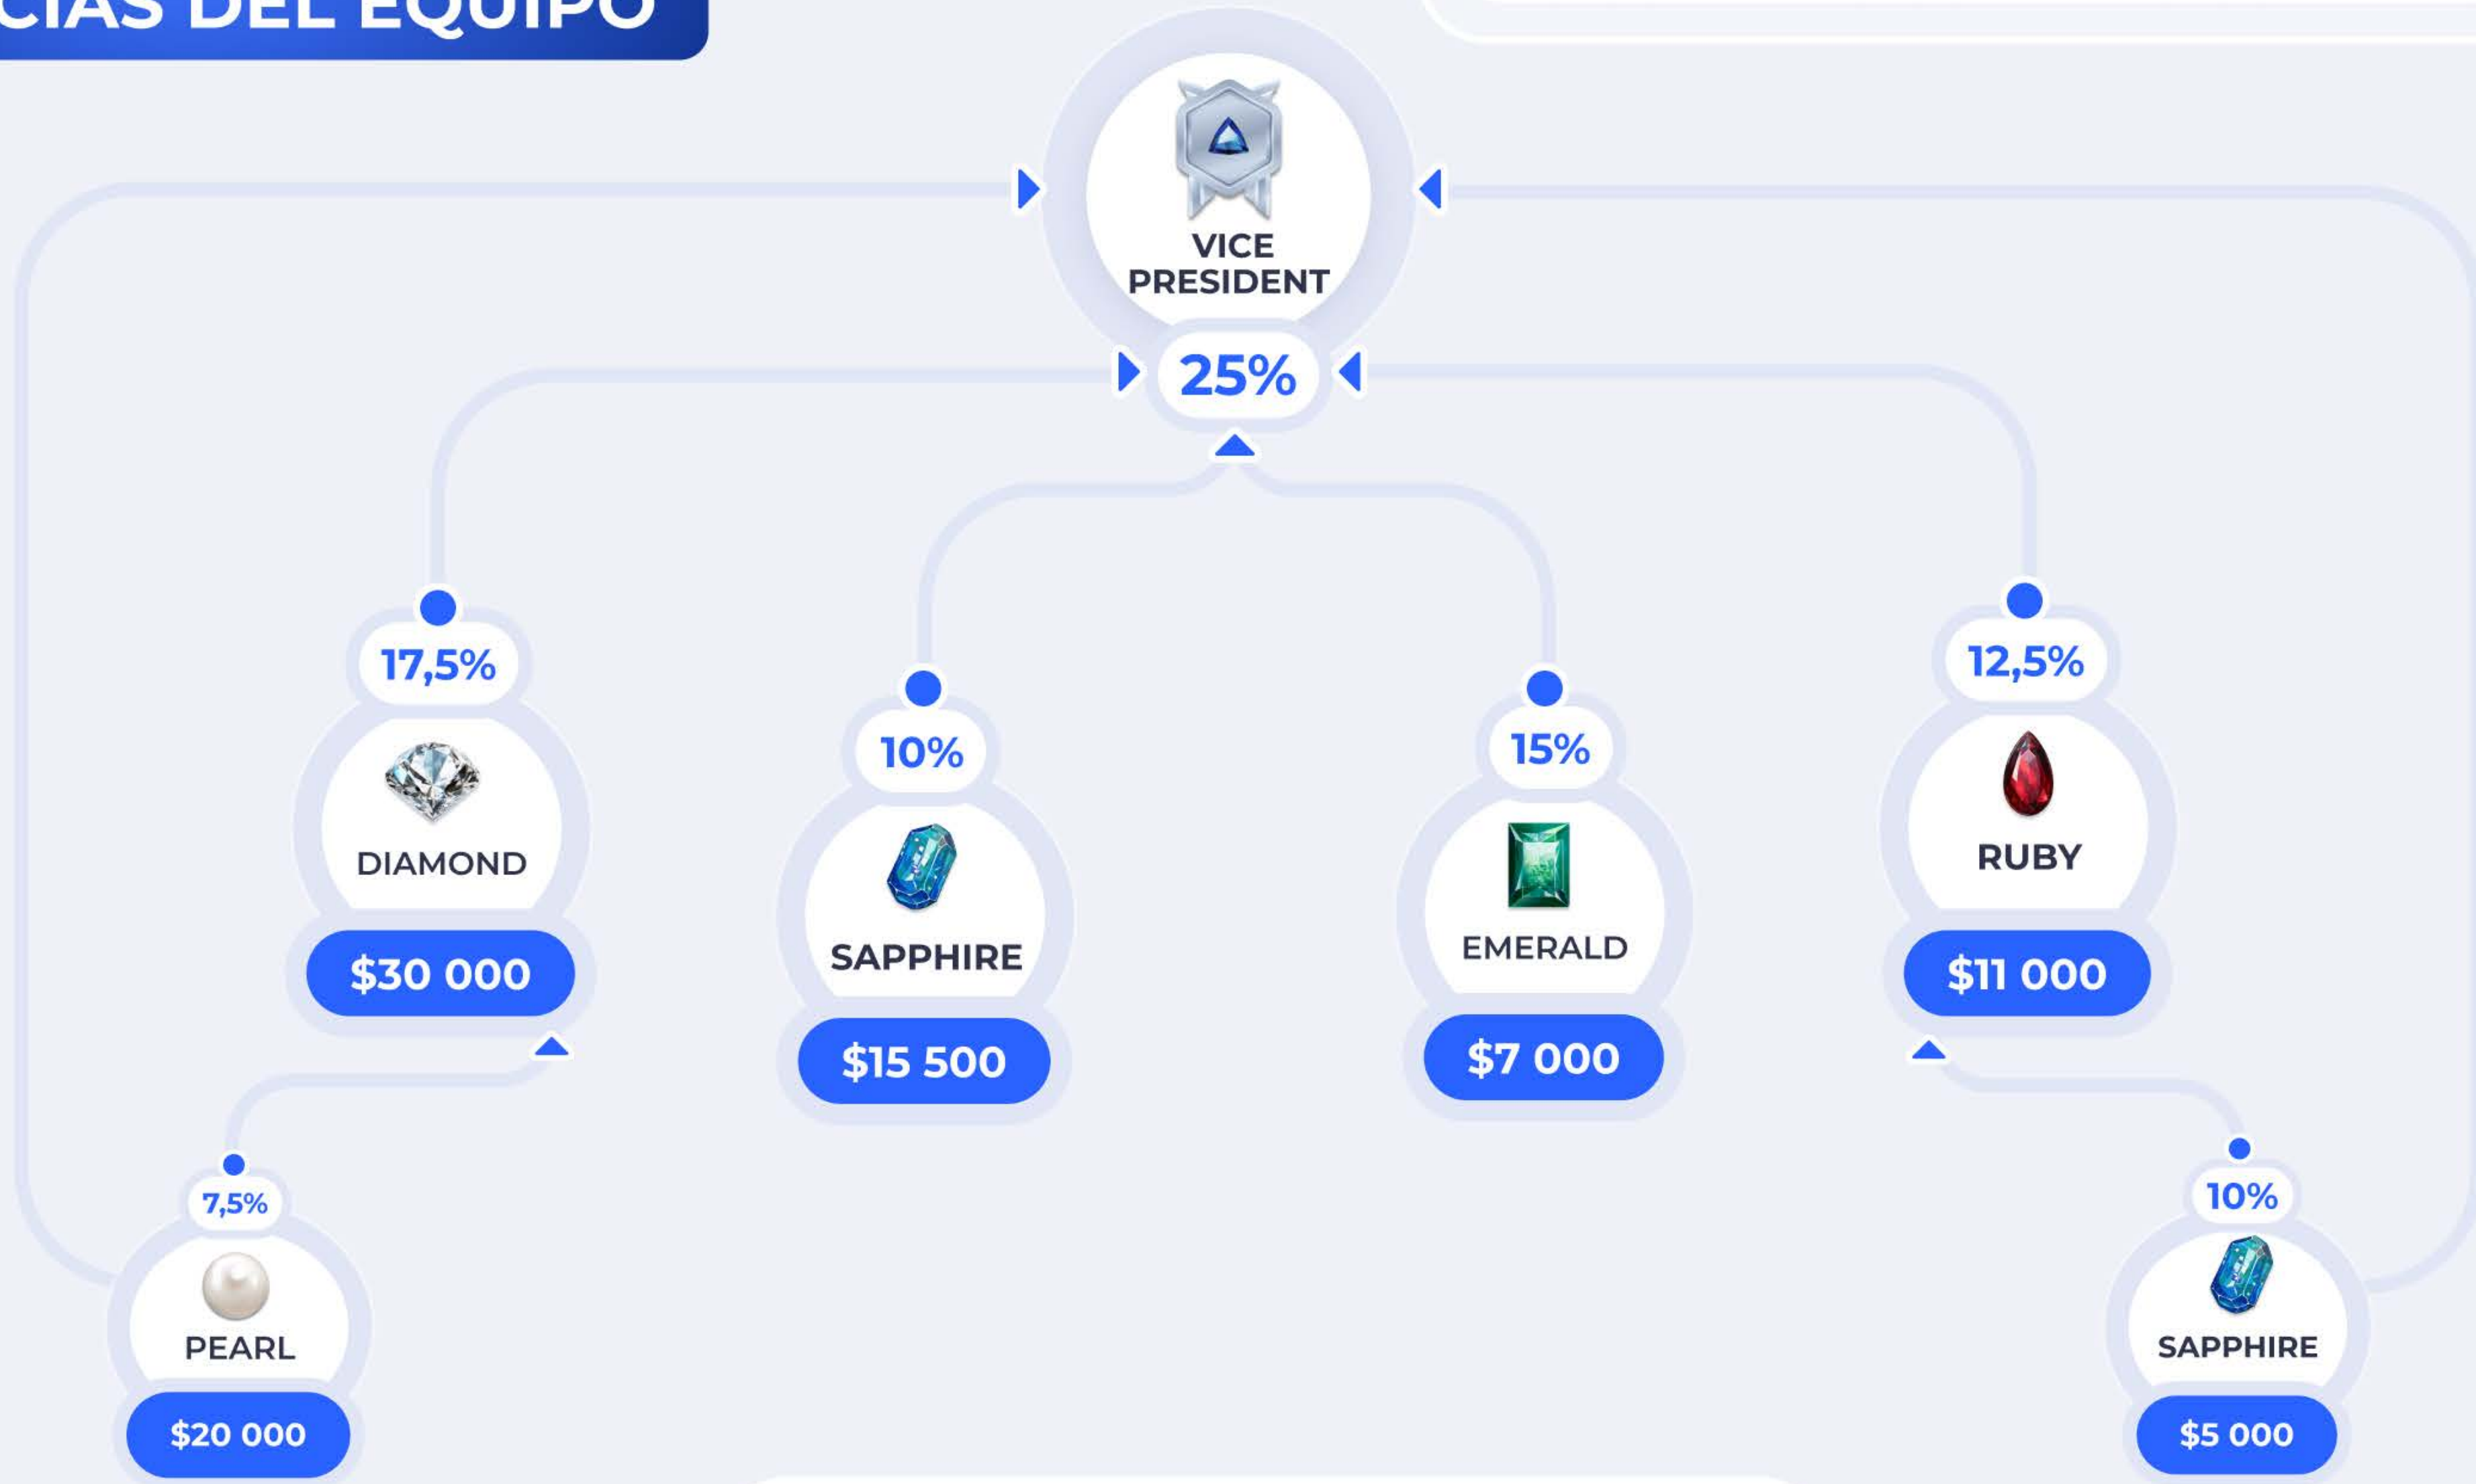 CIAS DEL EQUIPO
VICE
PRESIDENT
25%
17,5%
DIAMOND
$30 000
10%
SAPPHIRE
$15 500
15%
EMERALD
$7 000
12,5%
RUBY
$11 000
7,5%
PEARL
$20 000
10%
SAPPHIRE
$5 000